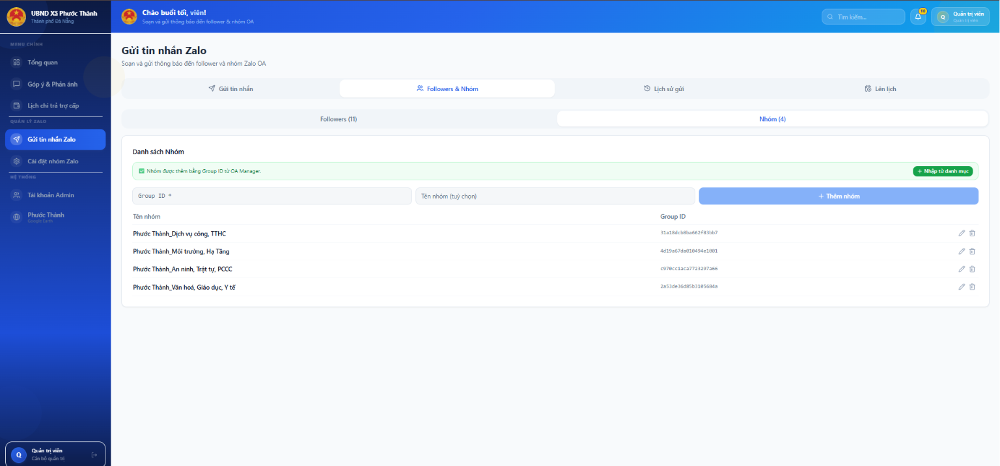 UBND Xã Phước Thành
Thành phố Đà Nẵng
Chào buổi tối, viên!
Soạn và gửi thông báo đến follower & nhóm OA
Tìm kiếm...
10
Q
Quản trị viên
Quản trị viên
MENU CHÍNH
Tổng quan
Góp ý & Phản ánh
Lịch chi trả trợ cấp
QUẢN LÝ ZALO
Gửi tin nhắn Zalo
Cài đặt nhóm Zalo
HỆ THỐNG
Tài khoản Admin
Phước Thành
Google Earth
Q
Quản trị viên
Cán bộ quản trị
Gửi tin nhắn Zalo
Soạn và gửi thông báo đến follower và nhóm Zalo OA
Gửi tin nhắn
Followers & Nhóm
Lịch sử gửi
Lên lịch
Followers (11)
Nhóm (4)
Danh sách Nhóm
Nhóm được thêm bằng Group ID từ OA Manager.
+ Nhập từ danh mục
Group ID *
Tên nhóm (tuỳ chọn)
+ Thêm nhóm
Tên nhóm Group ID
Phước Thành_Dịch vụ công, TTHC 31a18dcb8ba662f83bb7
Phước Thành_Môi trường, Hạ Tầng 4d19a67da010494e1001
Phước Thành_An ninh, Trật tự, PCCC c970cc1aca7723297a66
Phước Thành_Văn hoá, Giáo dục, Y tế 2a53de36d85b3105684a